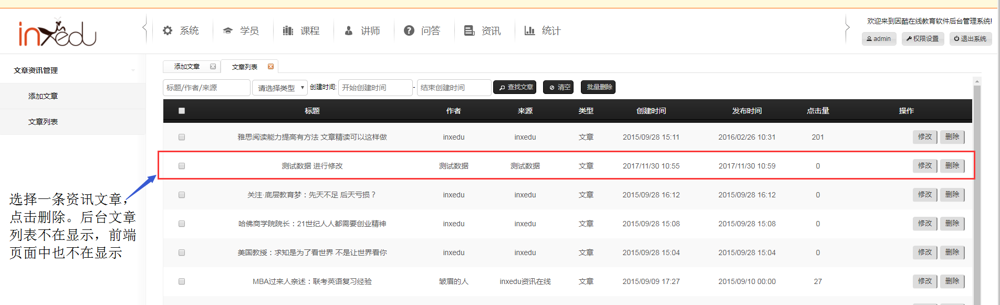 inxedu
系统 学员 课程 讲师 问答 资讯 统计
欢迎来到因酷在线教育软件后台管理系统!
admin 权限设置 退出系统
文章资讯管理
添加文章
文章列表
添加文章 文章列表
标题/作者/来源 请选择类型 创建时间: 开始创建时间 - 结束创建时间 查找文章 清空 批量删除
标题 作者 来源 类型 创建时间 发布时间 点击量 操作
雅思阅读能力提高有方法 文章精读可以这样做 inxedu inxedu 文章 2015/09/28 15:11 2016/02/26 10:31 201 修改 删除
测试数据 进行修改 测试数据 测试数据 文章 2017/11/30 10:55 2017/11/30 10:59 0 修改 删除
关注·底层教育梦：先天不足 后天亏损？ inxedu inxedu 文章 2015/09/28 16:12 2015/09/28 16:12 0 修改 删除
哈佛商学院院长：21世纪人人都需要创业精神 inxedu inxedu 文章 2015/09/28 15:08 2015/09/28 15:08 0 修改 删除
美国教授：求知是为了看世界 不是让世界看你 inxedu inxedu 文章 2015/09/28 15:04 2015/09/28 15:04 0 修改 删除
MBA过来人亲述：联考英语复习经验 皱眉的人 inxedu资讯在线 文章 2015/09/09 17:27 2015/09/10 00:00 27 修改 删除
选择一条资讯文章，
点击删除。后台文章
列表不在显示，前端
页面中也不在显示